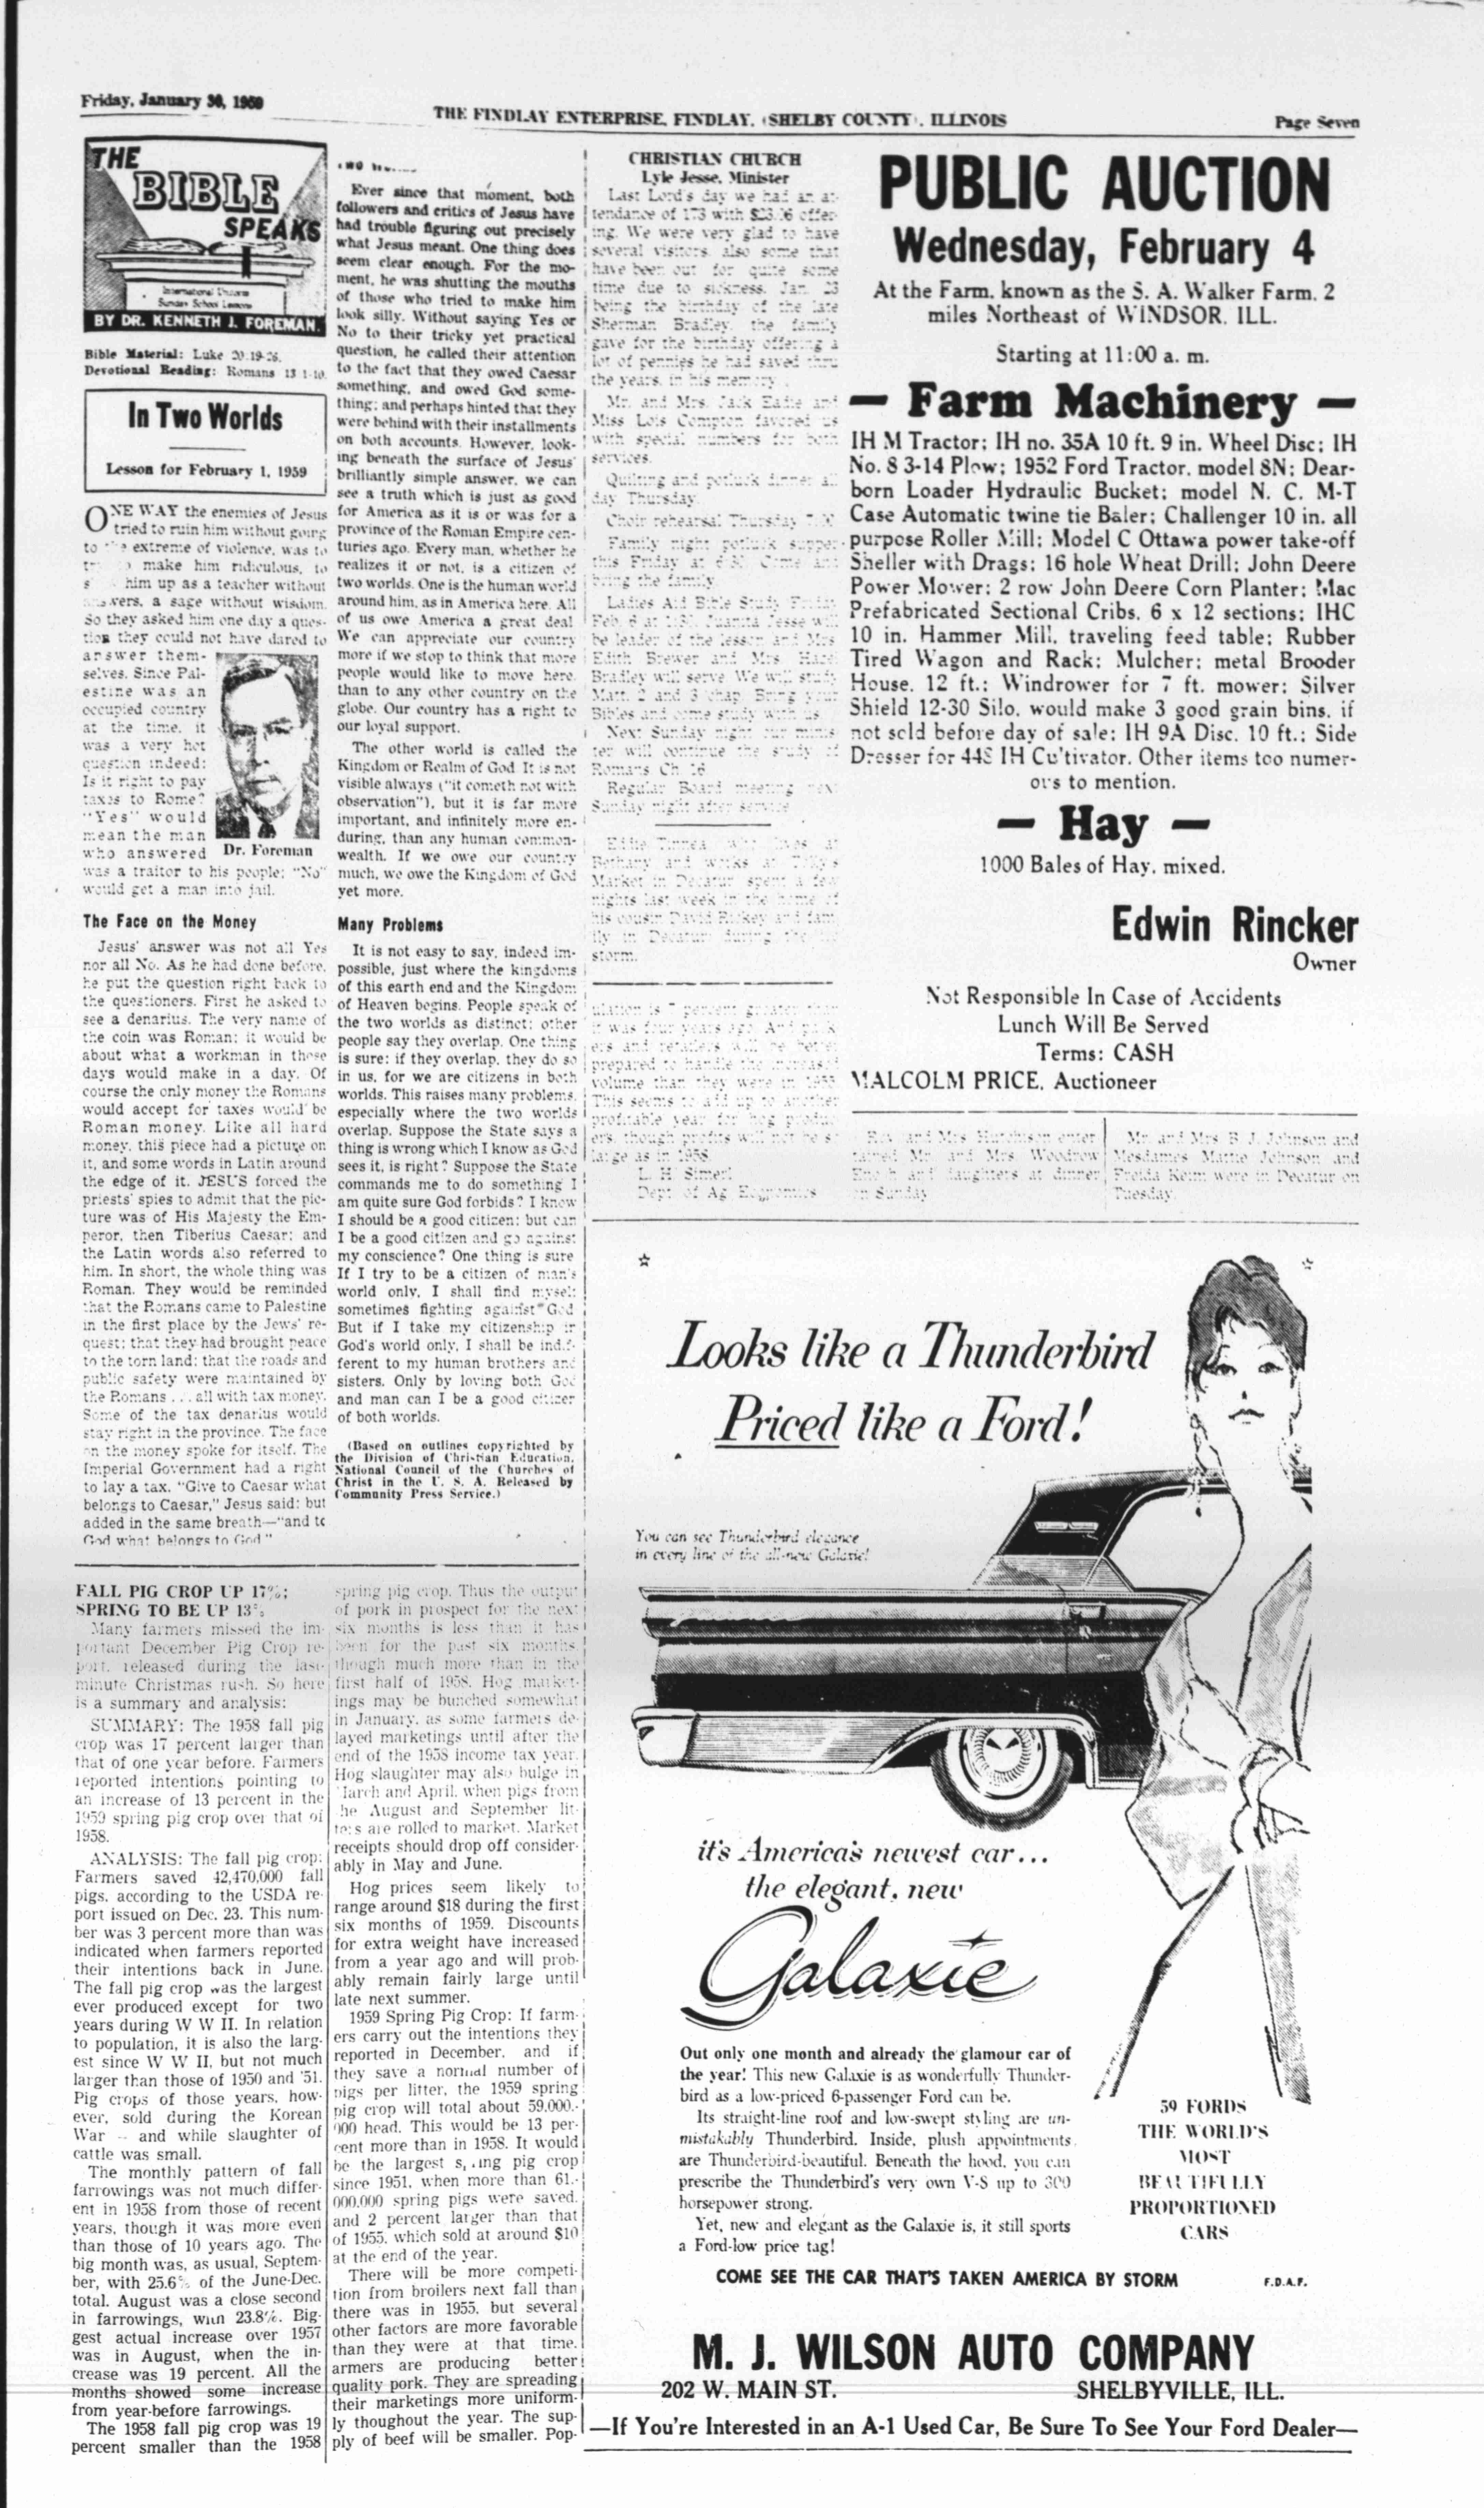 Friday, January 30, 1959
THE FINDLAY ENTERPRISE, FINDLAY, (SHELBY COUNTY), ILLINOIS
Page Seven
THE
BIBLE
SPEAKS
International Uniform
Sunday School Lessons
BY DR. KENNETH J. FOREMAN
Bible Material: Luke 20:19-26.
Devotional Reading: Romans 13:1-10.
In Two Worlds
Lesson for February 1, 1959
ONE WAY the enemies of Jesus
tried to ruin him without going
to the extreme of violence, was to
make him ridiculous, to
him up as a teacher without
answers, a sage without wisdom.
So they asked him one day a ques-
tion they could not have dared to
answer them-
selves. Since Pal-
estine was an
occupied country
at the time, it
was a very hot
question indeed:
Is it right to pay
taxes to Rome?
"Yes" would
mean the man
who answered
Dr. Foreman
was a traitor to his people; "No"
would get a man into jail.
The Face on the Money
Jesus' answer was not all Yes
nor all No. As he had done before,
he put the question right back to
the questioners. First he asked to
see a denarius. The very name of
the coin was Roman; it would be
about what a workman in those
days would make in a day. Of
course the only money the Romans
would accept for taxes would be
Roman money. Like all hard
money, this piece had a picture on
it, and some words in Latin around
the edge of it. JESUS forced the
priests' spies to admit that the pic-
ture was of His Majesty the Em-
peror, then Tiberius Caesar; and
the Latin words also referred to
him. In short, the whole thing was
Roman. They would be reminded
that the Romans came to Palestine
in the first place by the Jews' re-
quest; that they had brought peace
to the torn land; that the roads and
public safety were maintained by
the Romans . . . all with tax money.
Some of the tax denarius would
stay right in the province. The face
on the money spoke for itself. The
Imperial Government had a right
to lay a tax. "Give to Caesar what
belongs to Caesar," Jesus said; but
added in the same breath—"and to
God what belongs to God."
Ever since that moment, both
followers and critics of Jesus have
had trouble figuring out precisely
what Jesus meant. One thing does
seem clear enough. For the mo-
ment, he was shutting the mouths
of those who tried to make him
look silly. Without saying Yes or
No to their tricky yet practical
question, he called their attention
to the fact that they owed Caesar
something, and owed God some-
thing; and perhaps hinted that they
were behind with their installments
on both accounts. However, look-
ing beneath the surface of Jesus'
brilliantly simple answer, we can
see a truth which is just as good
for America as it is or was for a
province of the Roman Empire cen-
turies ago. Every man, whether he
realizes it or not, is a citizen of
two worlds. One is the human world
around him, as in America here. All
of us owe America a great deal
We can appreciate our country
more if we stop to think that more
people would like to move here,
than to any other country on the
globe. Our country has a right to
our loyal support.
The other world is called the
Kingdom or Realm of God. It is not
visible always ("it cometh not with
observation"), but it is far more
important, and infinitely more en-
during, than any human common-
wealth. If we owe our country
much, we owe the Kingdom of God
yet more.
Many Problems
It is not easy to say, indeed im-
possible, just where the kingdoms
of this earth end and the Kingdom
of Heaven begins. People speak of
the two worlds as distinct; other
people say they overlap. One thing
is sure: if they overlap, they do so
in us, for we are citizens in both
worlds. This raises many problems,
especially where the two worlds
overlap. Suppose the State says a
thing is wrong which I know as God
sees it, is right? Suppose the State
commands me to do something I
am quite sure God forbids? I know
I should be a good citizen; but can
I be a good citizen and go against
my conscience? One thing is sure
If I try to be a citizen of man's
world only, I shall find myself
sometimes fighting against God
But if I take my citizenship in
God's world only, I shall be indif-
ferent to my human brothers and
sisters. Only by loving both God
and man can I be a good citizen
of both worlds.
(Based on outlines copyrighted by
the Division of Christian Education,
National Council of the Churches of
Christ in the U. S. A. Released by
Community Press Service.)
FALL PIG CROP UP 17%;
SPRING TO BE UP 13%
Many farmers missed the im-
portant December Pig Crop re-
port, released during the last-
minute Christmas rush. So here
is a summary and analysis:
SUMMARY: The 1958 fall pig
crop was 17 percent larger than
that of one year before. Farmers
reported intentions pointing to
an increase of 13 percent in the
1959 spring pig crop over that of
1958.
ANALYSIS: The fall pig crop:
Farmers saved 42,470,000 fall
pigs, according to the USDA re-
port issued on Dec. 23. This num-
ber was 3 percent more than was
indicated when farmers reported
their intentions back in June.
The fall pig crop was the largest
ever produced except for two
years during W W II. In relation
to population, it is also the larg-
est since W W II, but not much
larger than those of 1950 and '51.
Pig crops of those years, how-
ever, sold during the Korean
War -- and while slaughter of
cattle was small.
The monthly pattern of fall
farrowings was not much differ-
ent in 1958 from those of recent
years, though it was more even
than those of 10 years ago. The
big month was, as usual, Septem-
ber, with 25.6% of the June-Dec.
total. August was a close second
in farrowings, with 23.8%. Big-
gest actual increase over 1957
was in August, when the in-
crease was 19 percent. All the
months showed some increase
from year-before farrowings.
The 1958 fall pig crop was 19
percent smaller than the 1958
spring pig crop. Thus the output
of pork in prospect for the next
six months is less than it has
been for the past six months,
though much more than in the
first half of 1958. Hog market-
ings may be bunched somewhat
in January, as some farmers de-
layed marketings until after the
end of the 1958 income tax year.
Hog slaughter may also bulge in
March and April, when pigs from
the August and September lit-
ters are rolled to market. Market
receipts should drop off consider-
ably in May and June.
Hog prices seem likely to
range around $18 during the first
six months of 1959. Discounts
for extra weight have increased
from a year ago and will prob-
ably remain fairly large until
late next summer.
1959 Spring Pig Crop: If farm-
ers carry out the intentions they
reported in December, and if
they save a normal number of
pigs per litter, the 1959 spring
pig crop will total about 59,000,-
000 head. This would be 13 per-
cent more than in 1958. It would
be the largest spring pig crop
since 1951, when more than 61,-
000,000 spring pigs were saved,
and 2 percent larger than that
of 1955, which sold at around $10
at the end of the year.
There will be more competi-
tion from broilers next fall than
there was in 1955, but several
other factors are more favorable
than they were at that time.
armers are producing better
quality pork. They are spreading
their marketings more uniform-
ly thoughout the year. The sup-
ply of beef will be smaller. Pop-
CHRISTIAN CHURCH
Lyle Jesse, Minister
Last Lord's day we had an at-
tendance of 173 with $23.26 offer-
ing. We were very glad to have
several visitors, also some that
have been out for quite some
time due to sickness. Jan. 23
being the birthday of the late
Sherman Bradley, the family
gave for the birthday offering a
lot of pennies he had saved thru
the years, in his memory.
Mr. and Mrs. Jack Eadie and
Miss Lois Compton favored us
with special numbers for both
services.
Quilting and potluck dinner all
day Thursday.
Choir rehearsal Thursday 7:30
Family night potluck supper
this Friday at 6:30. Come and
bring the family.
Ladies Aid Bible Study Friday
Feb. 6 at 1:30. Juanita Jesse will
be leader of the lesson and Mrs.
Edith Brewer and Mrs. Hazel
Bradley will serve. We will study
Matt. 2 and 3 chap. Bring your
Bibles and come study with us.
Next Sunday night our minis-
ter will continue the study of
Romans Ch. 16
Regular Board meeting next
Sunday night after service.
Eddie who lives at
Bethany and works at
Market in Decatur spent a few
nights last week in the home of
his cousin David Rickey and fam-
ily in Decatur during the
storm.
ulation is 7 percent greater than
it was four years ago. And pack-
ers and retailers will be better
prepared to handle the increased
volume than they were in 1955.
This seems to add up to another
profitable year for hog produc-
ers, though profits will not be so
large as in 1958.
L. H. Simerl
Dept. of Ag. Economics
PUBLIC AUCTION
Wednesday, February 4
At the Farm, known as the S. A. Walker Farm, 2
miles Northeast of WINDSOR, ILL.
Starting at 11:00 a. m.
— Farm Machinery —
IH M Tractor; IH no. 35A 10 ft. 9 in. Wheel Disc; IH
No. 8 3-14 Plow; 1952 Ford Tractor, model 8N; Dear-
born Loader Hydraulic Bucket; model N. C. M-T
Case Automatic twine tie Baler; Challenger 10 in. all
purpose Roller Mill; Model C Ottawa power take-off
Sheller with Drags; 16 hole Wheat Drill; John Deere
Power Mower; 2 row John Deere Corn Planter; Mac
Prefabricated Sectional Cribs, 6 x 12 sections; IHC
10 in. Hammer Mill, traveling feed table; Rubber
Tired Wagon and Rack; Mulcher; metal Brooder
House, 12 ft.; Windrower for 7 ft. mower; Silver
Shield 12-30 Silo, would make 3 good grain bins, if
not sold before day of sale; IH 9A Disc. 10 ft.; Side
Dresser for 448 IH Cultivator. Other items too numer-
ous to mention.
— Hay —
1000 Bales of Hay, mixed.
Edwin Rincker
Owner
Not Responsible In Case of Accidents
Lunch Will Be Served
Terms: CASH
MALCOLM PRICE, Auctioneer
Rev. and Mrs. Hutchison enter-
tained Mr. and Mrs. Woodrow
and daughters at dinner
on Sunday
Mr. and Mrs. B. J. Johnson and
Mesdames Mattie Johnson and
Freida Keim were in Decatur on
Tuesday.
Looks like a Thunderbird
Priced like a Ford!
You can see Thunderbird elegance
in every line of the all-new Galaxie!
it's America's newest car...
the elegant, new
Galaxie
Out only one month and already the glamour car of
the year! This new Galaxie is as wonderfully Thunder-
bird as a low-priced 6-passenger Ford can be.
Its straight-line roof and low-swept styling are un-
mistakably Thunderbird. Inside, plush appointments
are Thunderbird-beautiful. Beneath the hood, you can
prescribe the Thunderbird's very own V-8 up to 300
horsepower strong.
Yet, new and elegant as the Galaxie is, it still sports
a Ford-low price tag!
59 FORDS
THE WORLD'S
MOST
BEAUTIFULLY
PROPORTIONED
CARS
COME SEE THE CAR THAT'S TAKEN AMERICA BY STORM
F.D.A.F.
M. J. WILSON AUTO COMPANY
202 W. MAIN ST.
SHELBYVILLE, ILL.
—If You're Interested in an A-1 Used Car, Be Sure To See Your Ford Dealer—